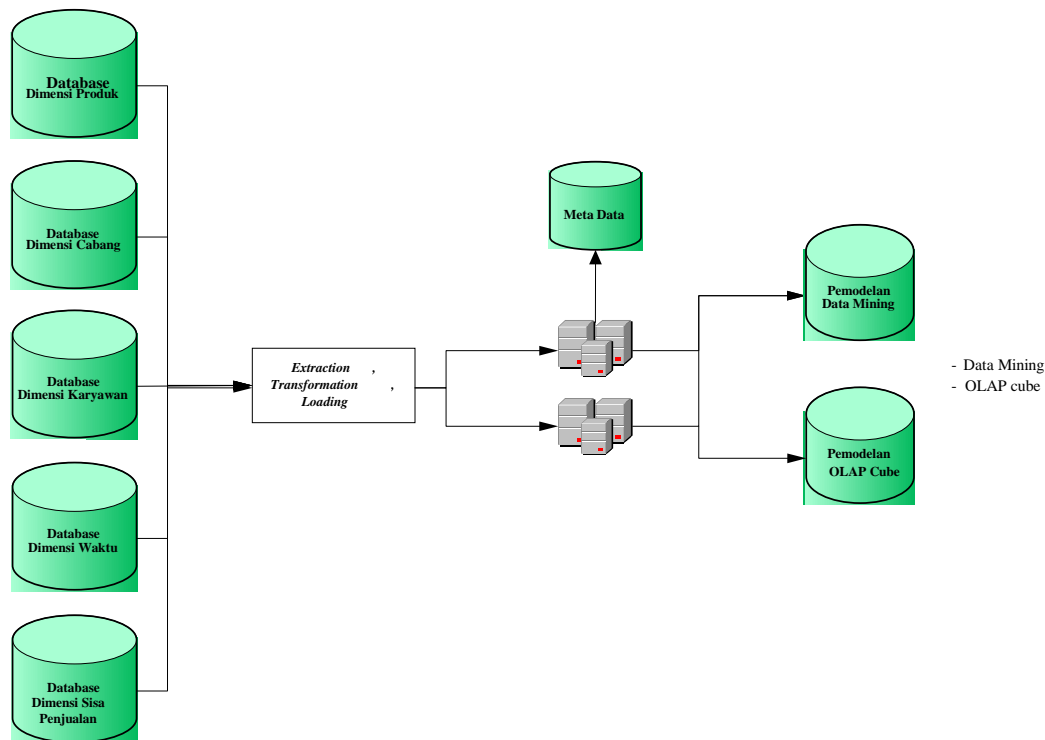 Database
Dimensi Produk
Database
Dimensi Cabang
Database
Dimensi Karyawan
Database
Dimensi Waktu
Database
Dimensi Sisa
Penjualan
Extraction ,
Transformation ,
Loading
Meta Data
Pemodelan
Data Mining
Pemodelan
OLAP Cube
- Data Mining
- OLAP cube